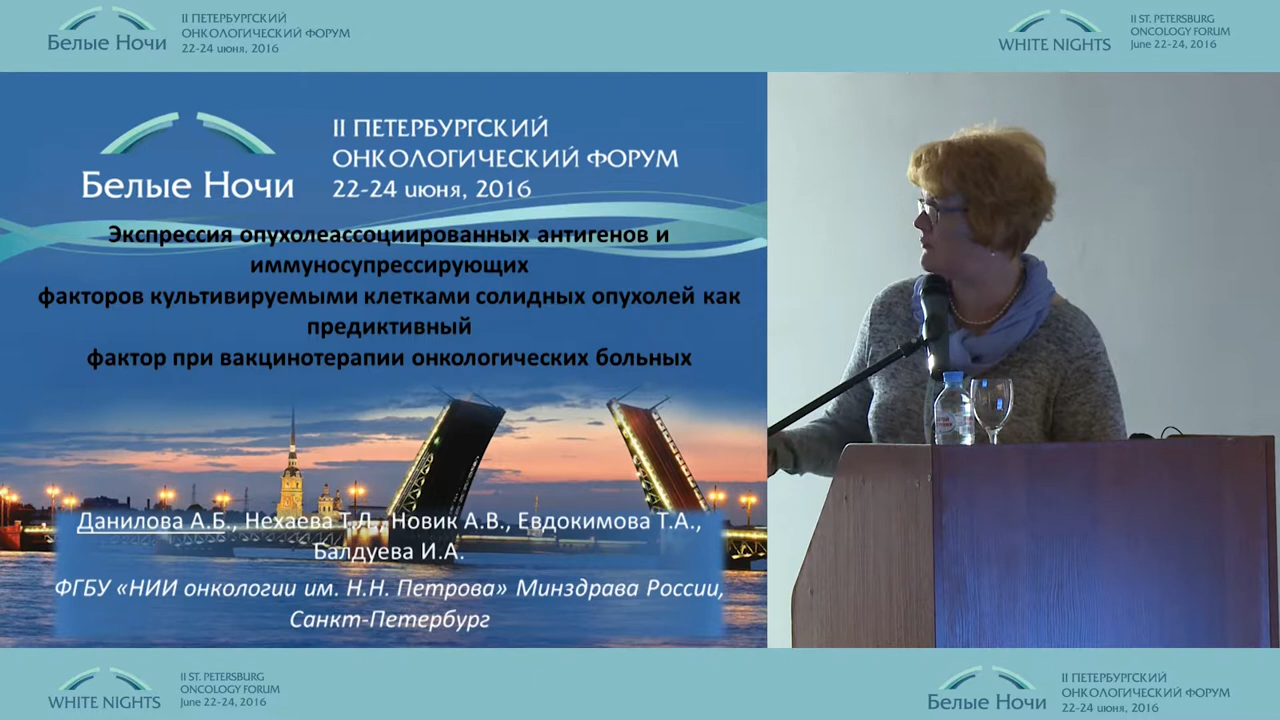 Белые Ночи
II ПЕТЕРБУРГСКИЙ
ОНКОЛОГИЧЕСКИЙ ФОРУМ
22-24 июня, 2016
WHITE NIGHTS
II ST. PETERSBURG
ONCOLOGY FORUM
June 22-24, 2016
Белые Ночи
II ПЕТЕРБУРГСКИЙ
ОНКОЛОГИЧЕСКИЙ ФОРУМ
22-24 июня, 2016
Экспрессия опухолеассоциированных антигенов и
иммуносупрессирующих
факторов культивируемыми клетками солидных опухолей как
предиктивный
фактор при вакцинотерапии онкологических больных
Данилова А.Б., Нехаева Т.Л., Новик А.В., Евдокимова Т.А.,
Балдуева И.А.
ФГБУ «НИИ онкологии им. Н.Н. Петрова» Минздрава России,
Санкт-Петербург
WHITE NIGHTS
II ST. PETERSBURG
ONCOLOGY FORUM
June 22-24, 2016
Белые Ночи
II ПЕТЕРБУРГСКИЙ
ОНКОЛОГИЧЕСКИЙ ФОРУМ
22-24 июня, 2016